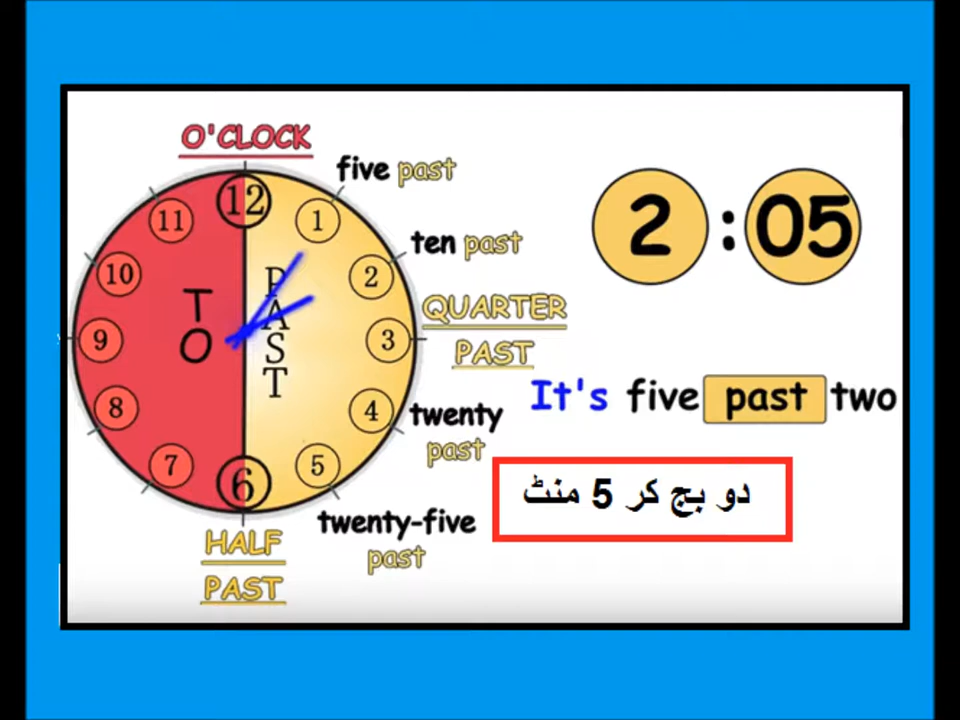 O'CLOCK
five past
ten past
QUARTER
PAST
twenty
past
twenty-five
past
HALF
PAST
12
1
2
3
4
5
6
7
8
9
10
11
TO
PAST
2:05
It's five past two
دو بج کر 5 منٹ